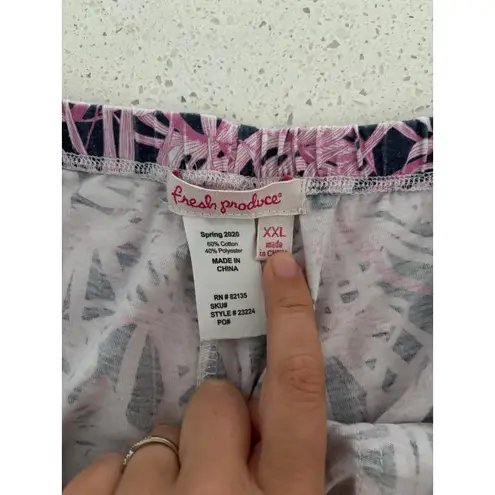 fresh produce®
XXL
made
in CHINA
Spring 2020
60% Cotton
40% Polyester
MADE IN
CHINA
RN # 82135
SKU#
STYLE # 23224
PO#